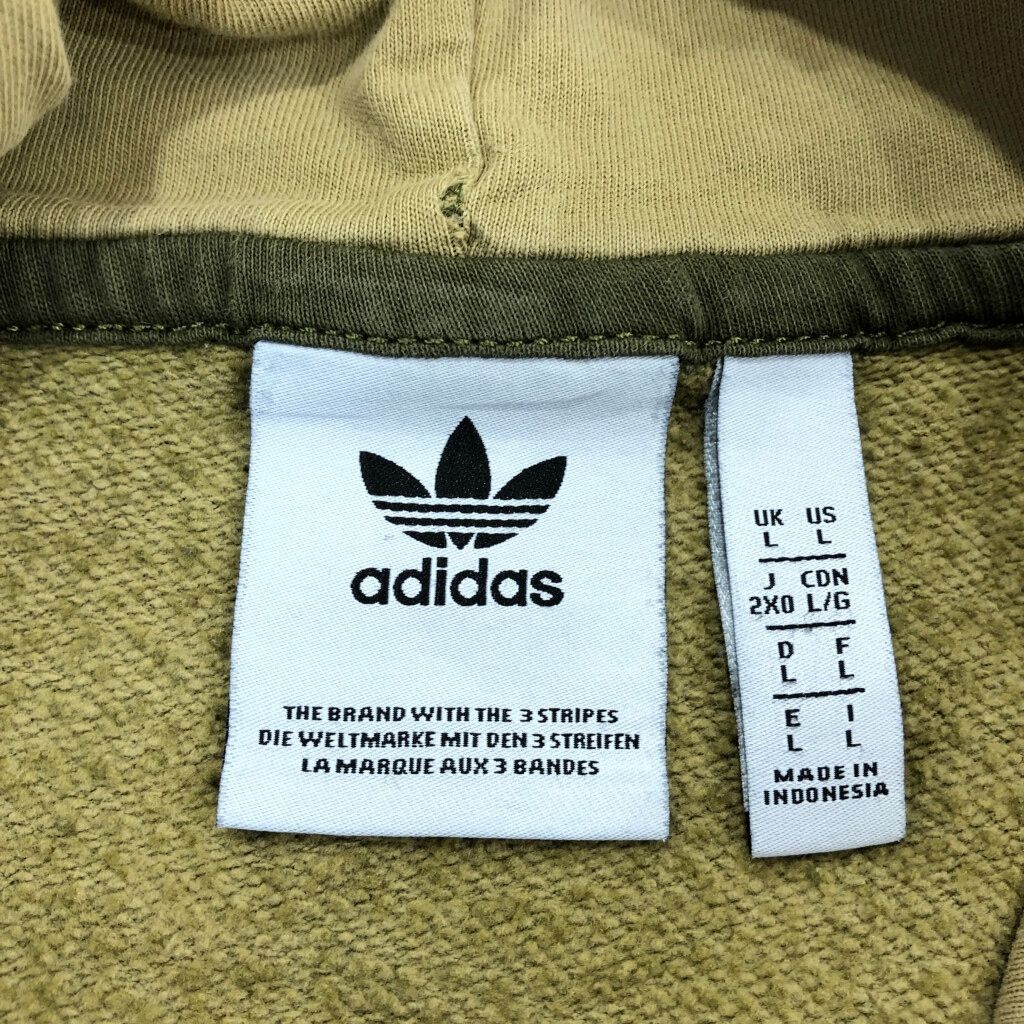 adidas
THE BRAND WITH THE 3 STRIPES
DIE WELTMARKE MIT DEN 3 STREIFEN
LA MARQUE AUX 3 BANDES
UK US
L L
J CDN
2XO L/G
D F
L L
E I
L L
MADE IN
INDONESIA